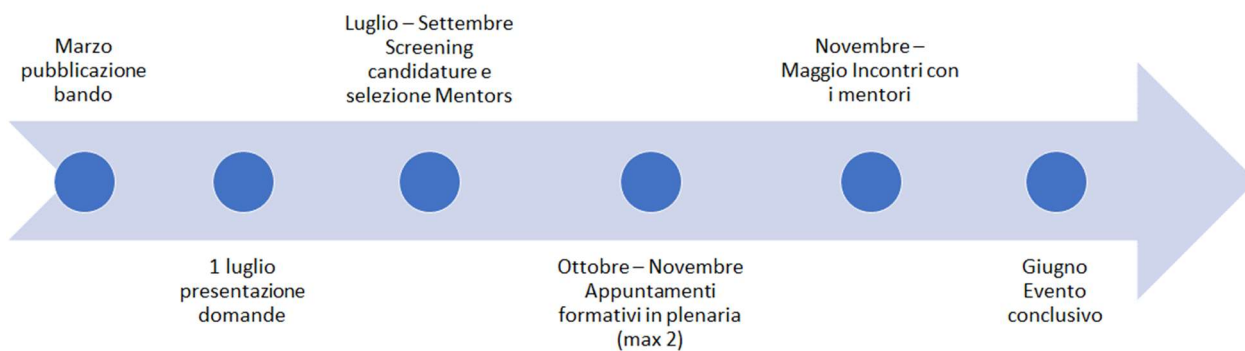 Marzo
pubblicazione
bando
1 luglio
presentazione
domande
Luglio – Settembre
Screening
candidature e
selezione Mentors
Ottobre – Novembre
Appuntamenti
formativi in plenaria
(max 2)
Novembre –
Maggio Incontri con
i mentori
Giugno
Evento
conclusivo